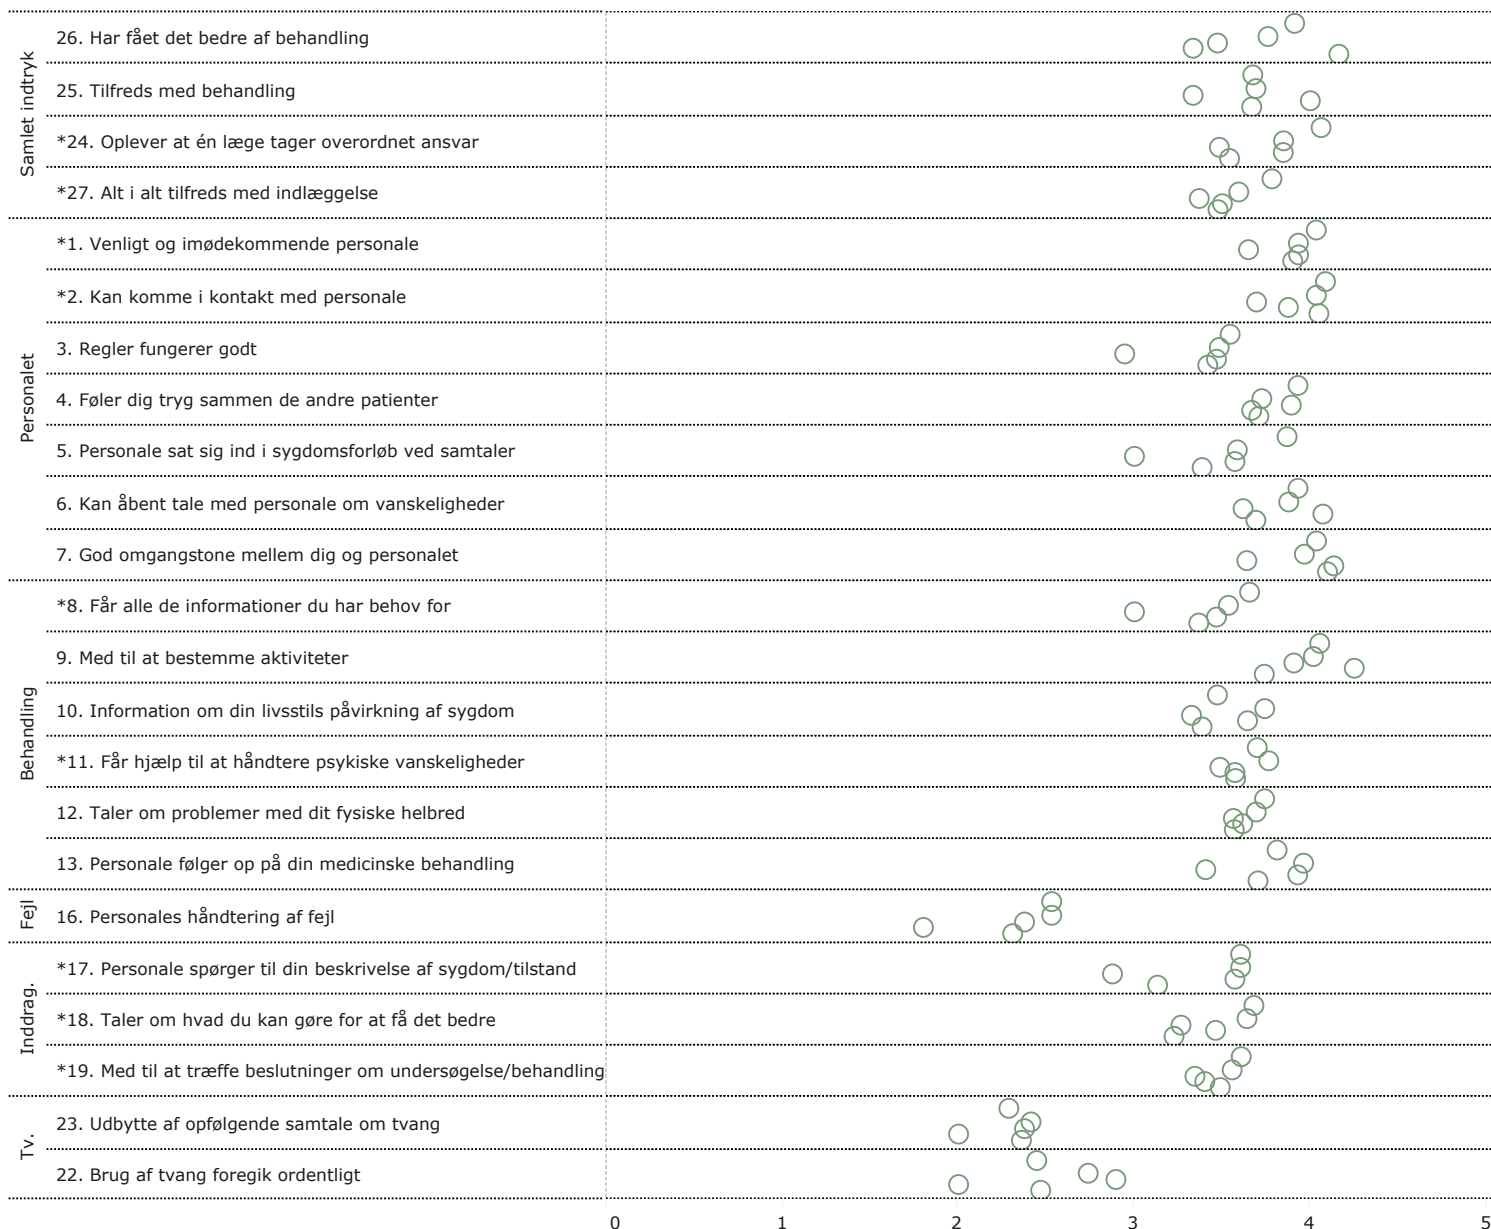 Samlet indtryk
26. Har fået det bedre af behandling
25. Tilfreds med behandling
*24. Oplever at én læge tager overordnet ansvar
*27. Alt i alt tilfreds med indlæggelse
Personalet
*1. Venligt og imødekommende personale
*2. Kan komme i kontakt med personale
3. Regler fungerer godt
4. Føler dig tryg sammen de andre patienter
5. Personale sat sig ind i sygdomsforløb ved samtaler
6. Kan åbent tale med personale om vanskeligheder
7. God omgangstone mellem dig og personalet
Behandling
*8. Får alle de informationer du har behov for
9. Med til at bestemme aktiviteter
10. Information om din livsstils påvirkning af sygdom
*11. Får hjælp til at håndtere psykiske vanskeligheder
12. Taler om problemer med dit fysiske helbred
13. Personale følger op på din medicinske behandling
Fejl
16. Personales håndtering af fejl
Inddrag.
*17. Personale spørger til din beskrivelse af sygdom/tilstand
*18. Taler om hvad du kan gøre for at få det bedre
*19. Med til at træffe beslutninger om undersøgelse/behandling
Tv.
23. Udbytte af opfølgende samtale om tvang
22. Brug af tvang foregik ordentligt
0 1 2 3 4 5